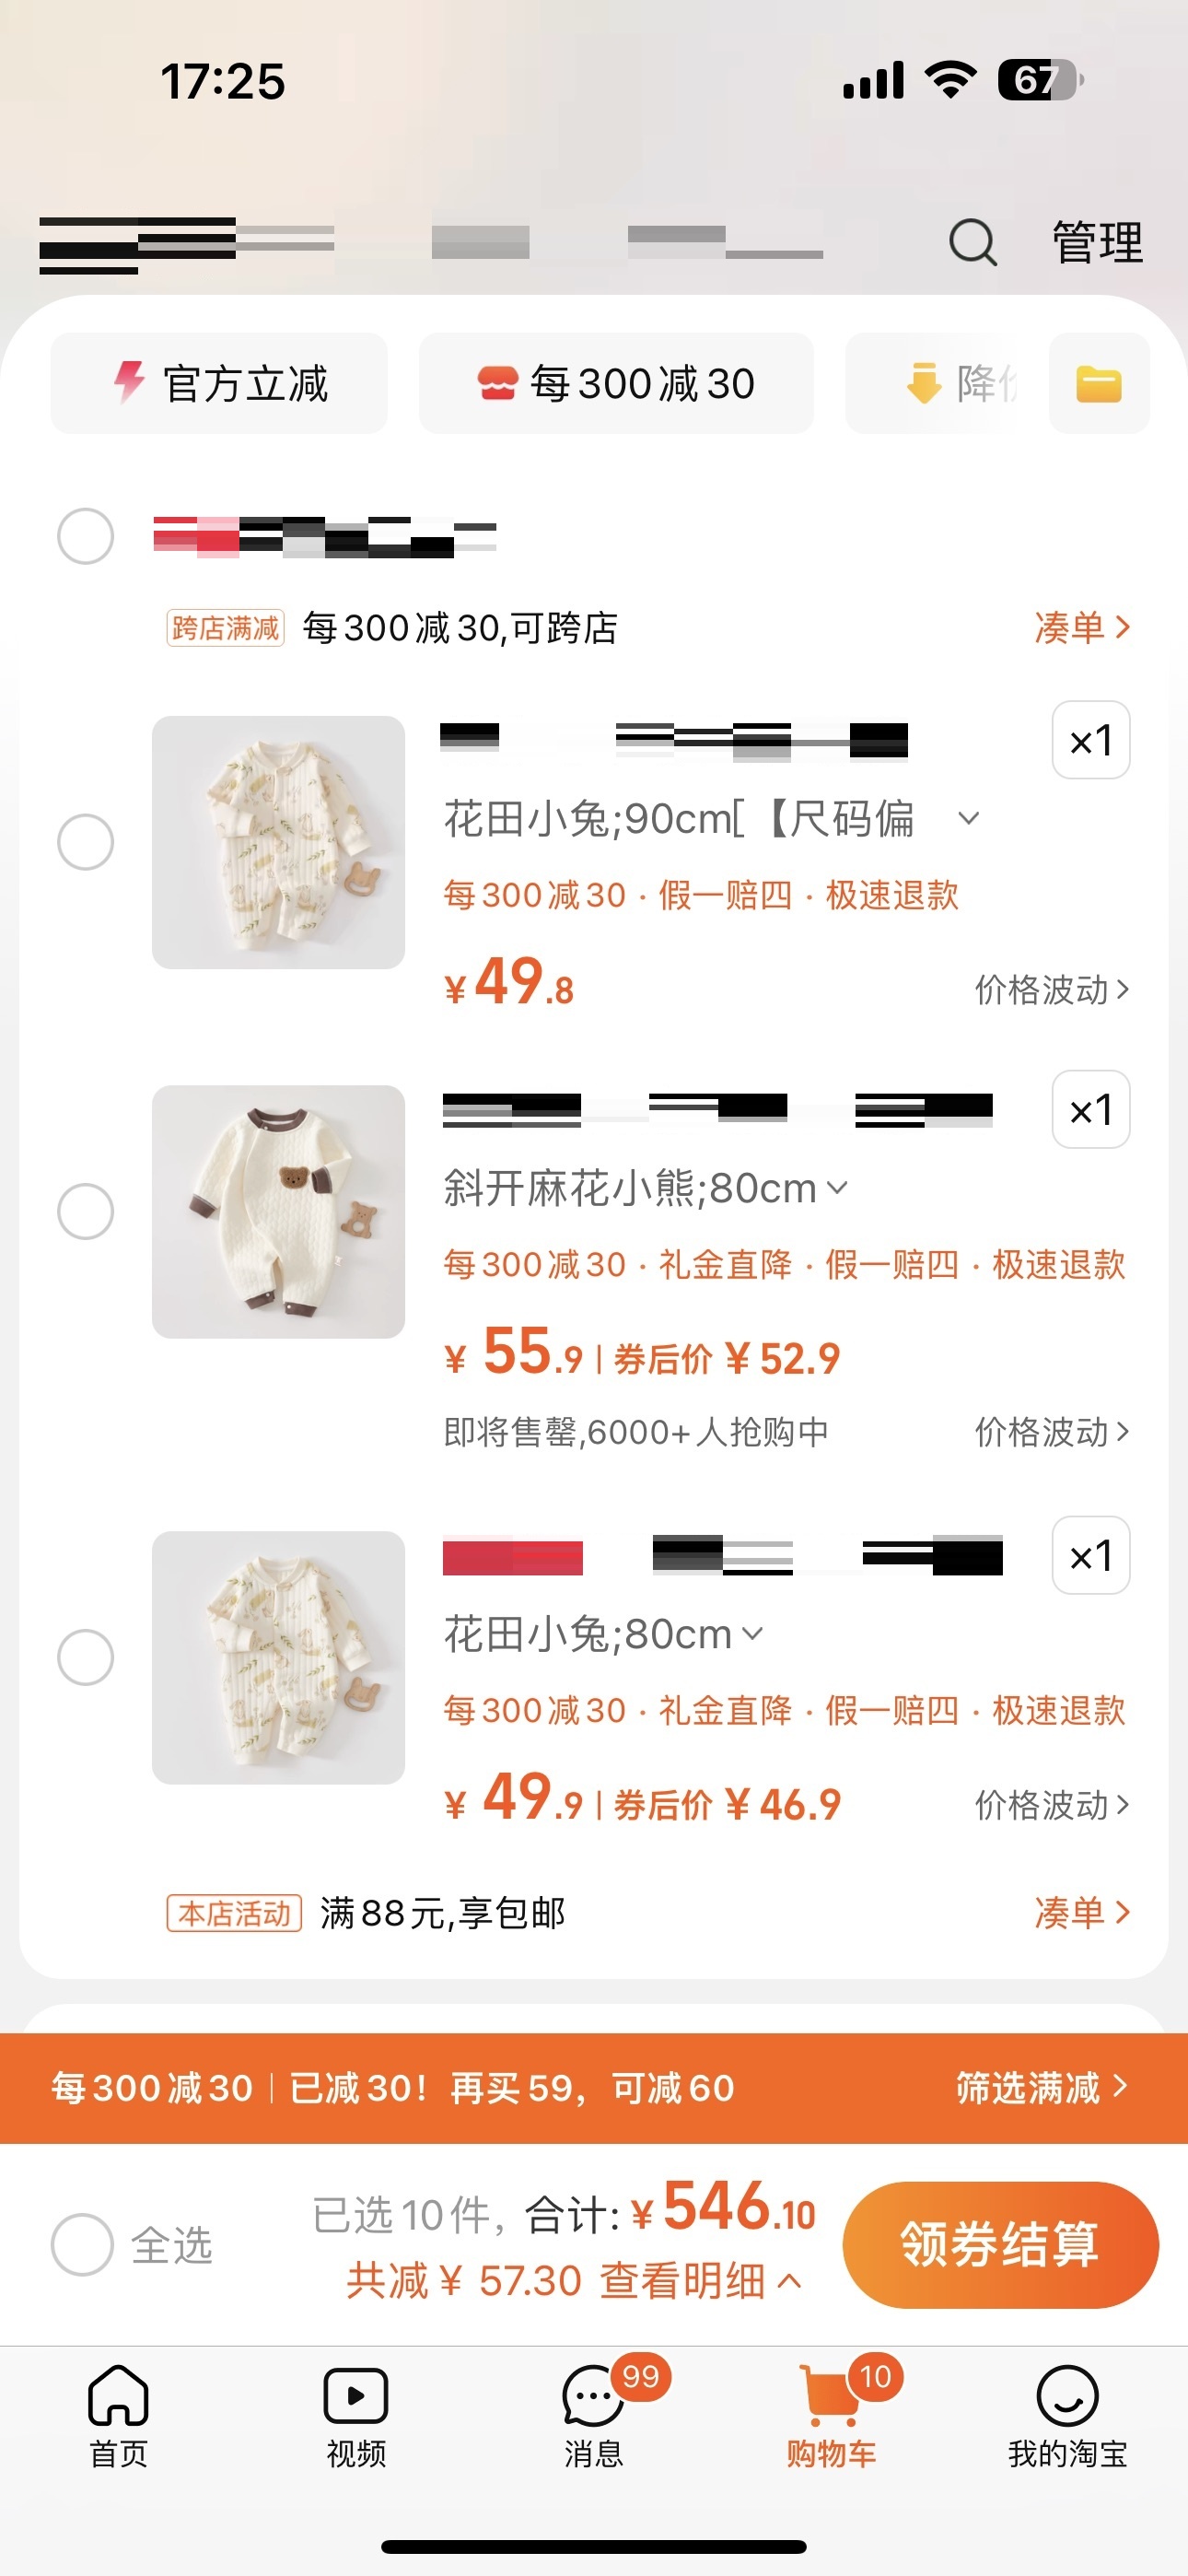 17:25
67
管理
官方立减
每300减30
降
跨店满减 每300减30,可跨店 凑单
×1
花田小兔;90cm[【尺码偏
每300减30 · 假一赔四 · 极速退款
¥49.8 价格波动
×1
斜开麻花小熊;80cm
每300减30 · 礼金直降 · 假一赔四 · 极速退款
¥ 55.9 | 券后价 ¥52.9
即将售罄,6000+人抢购中 价格波动
×1
花田小兔;80cm
每300减30 · 礼金直降 · 假一赔四 · 极速退款
¥ 49.9 | 券后价 ¥46.9 价格波动
本店活动 满88元,享包邮 凑单
每300减30 | 已减30! 再买59, 可减60 筛选满减
全选 已选10件, 合计: ¥546.10 领券结算
共减¥ 57.30 查看明细
99 10
首页 视频 消息 购物车 我的淘宝